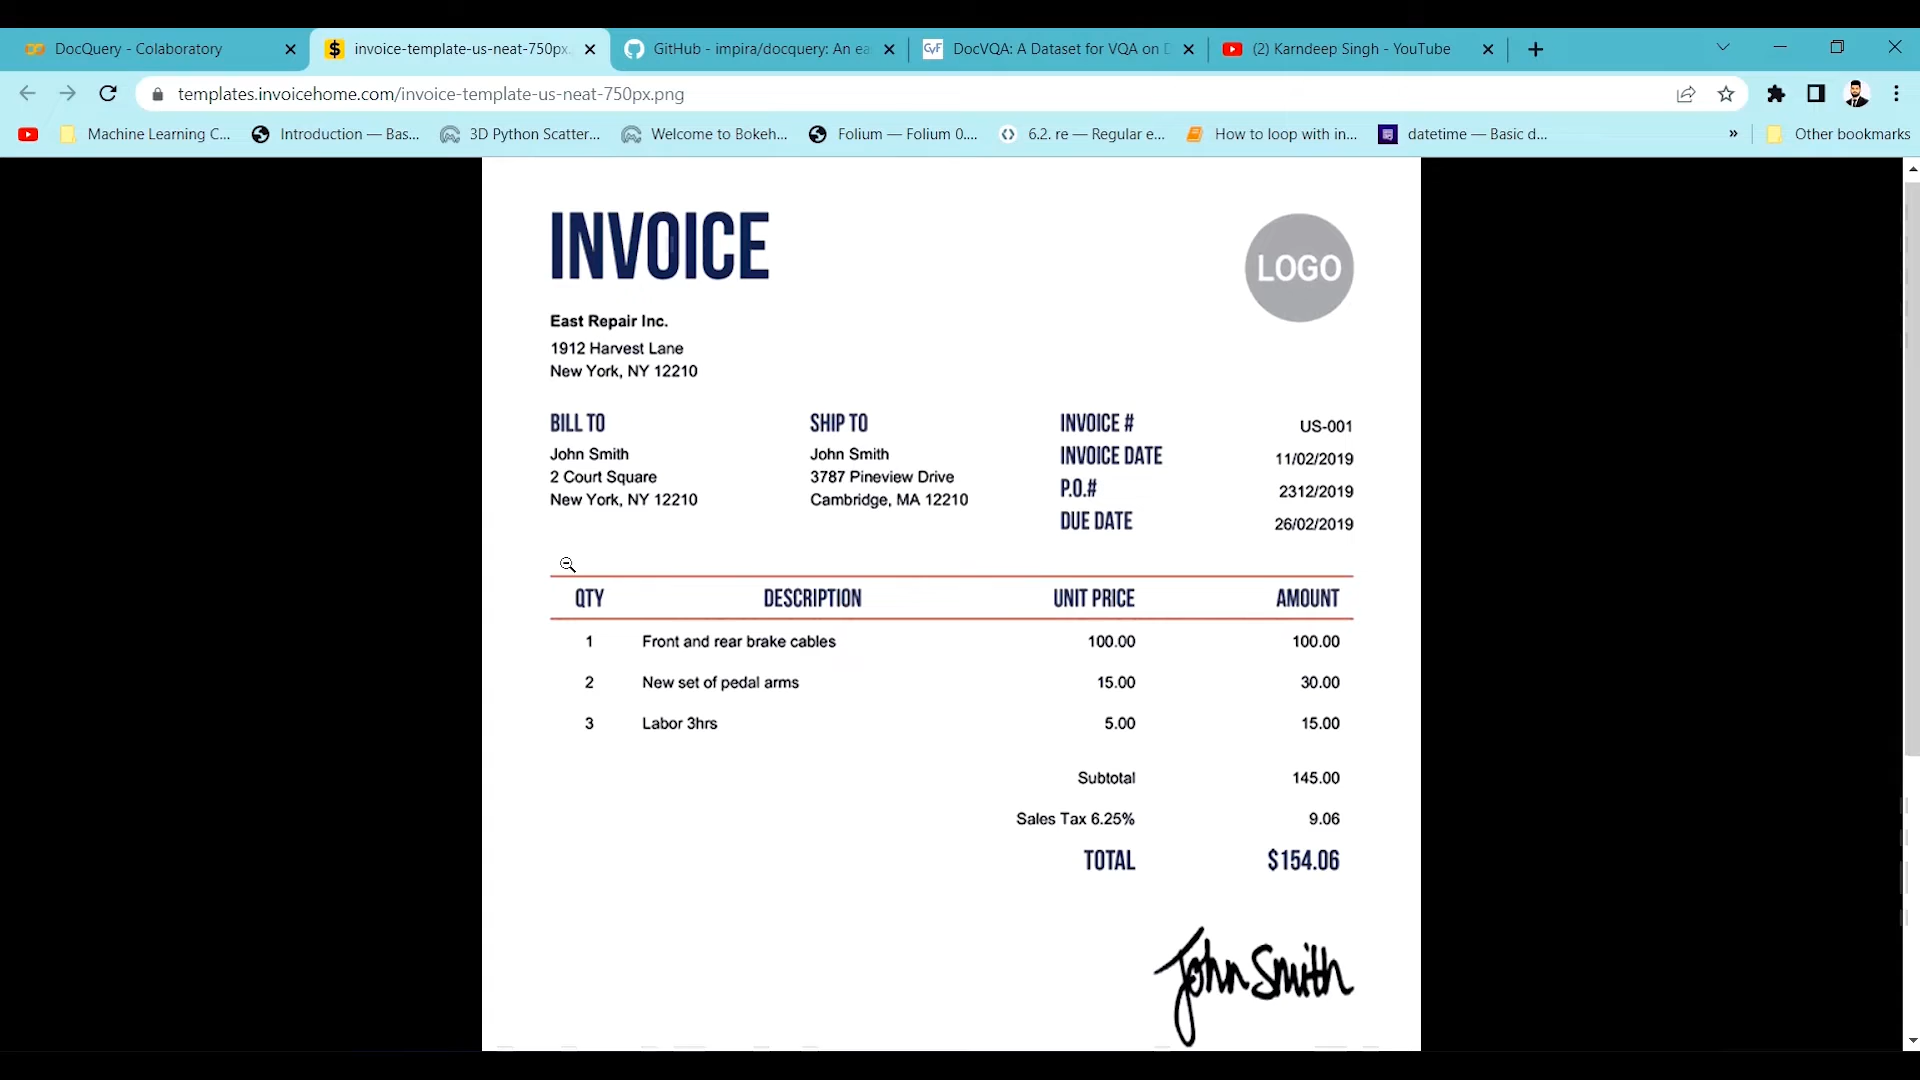 DocQuery - Colaboratory
invoice-template-us-neat-750px.
GitHub - impira/docquery: An ea
DocVQA: A Dataset for VQA on D
(2) Karndeep Singh - YouTube
templates.invoicehome.com/invoice-template-us-neat-750px.png
Machine Learning C...
Introduction — Bas...
3D Python Scatter...
Welcome to Bokeh...
Folium — Folium 0....
6.2. re — Regular e...
How to loop with in...
datetime — Basic d...
»
Other bookmarks
INVOICE
LOGO
East Repair Inc.
1912 Harvest Lane
New York, NY 12210
BILL TO
John Smith
2 Court Square
New York, NY 12210
SHIP TO
John Smith
3787 Pineview Drive
Cambridge, MA 12210
INVOICE # US-001
INVOICE DATE 11/02/2019
P.O.# 2312/2019
DUE DATE 26/02/2019
QTY DESCRIPTION UNIT PRICE AMOUNT
1 Front and rear brake cables 100.00 100.00
2 New set of pedal arms 15.00 30.00
3 Labor 3hrs 5.00 15.00
Subtotal 145.00
Sales Tax 6.25% 9.06
TOTAL $154.06
John Smith